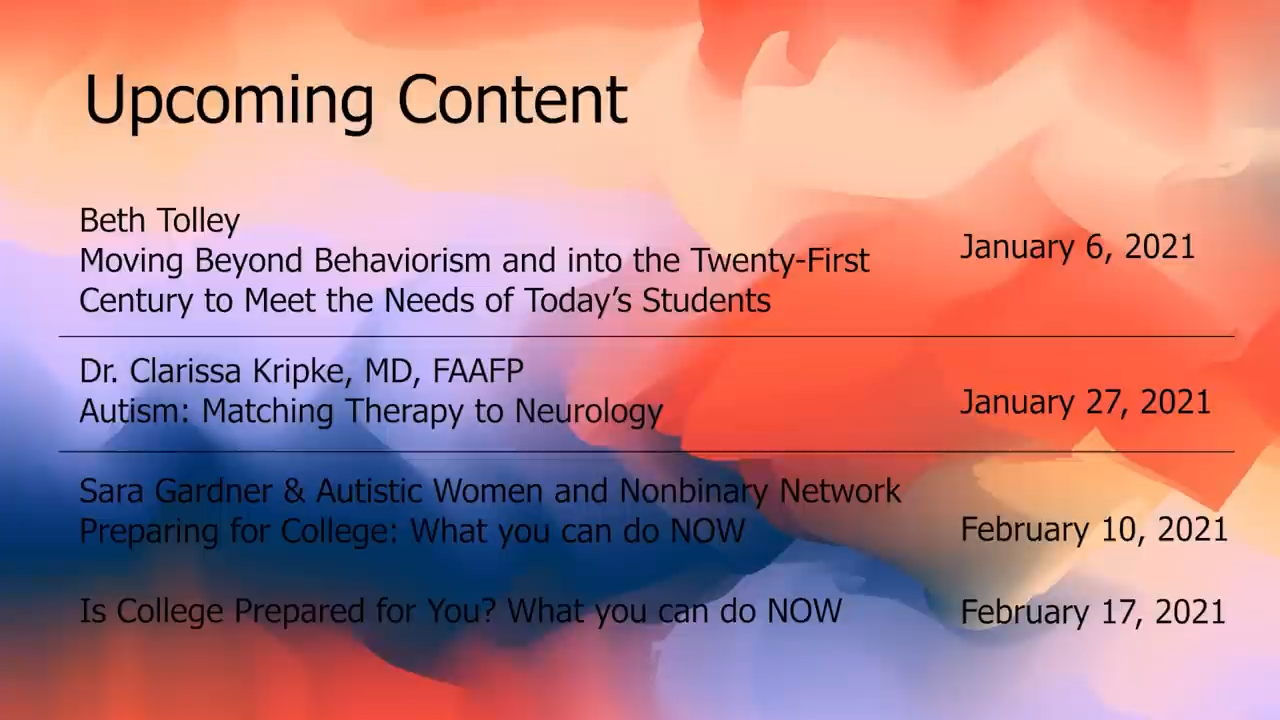 Upcoming Content
Beth Tolley
Moving Beyond Behaviorism and into the Twenty-First
Century to Meet the Needs of Today’s Students
January 6, 2021
Dr. Clarissa Kripke, MD, FAAFP
Autism: Matching Therapy to Neurology
January 27, 2021
Sara Gardner & Autistic Women and Nonbinary Network
Preparing for College: What you can do NOW
February 10, 2021
Is College Prepared for You? What you can do NOW
February 17, 2021